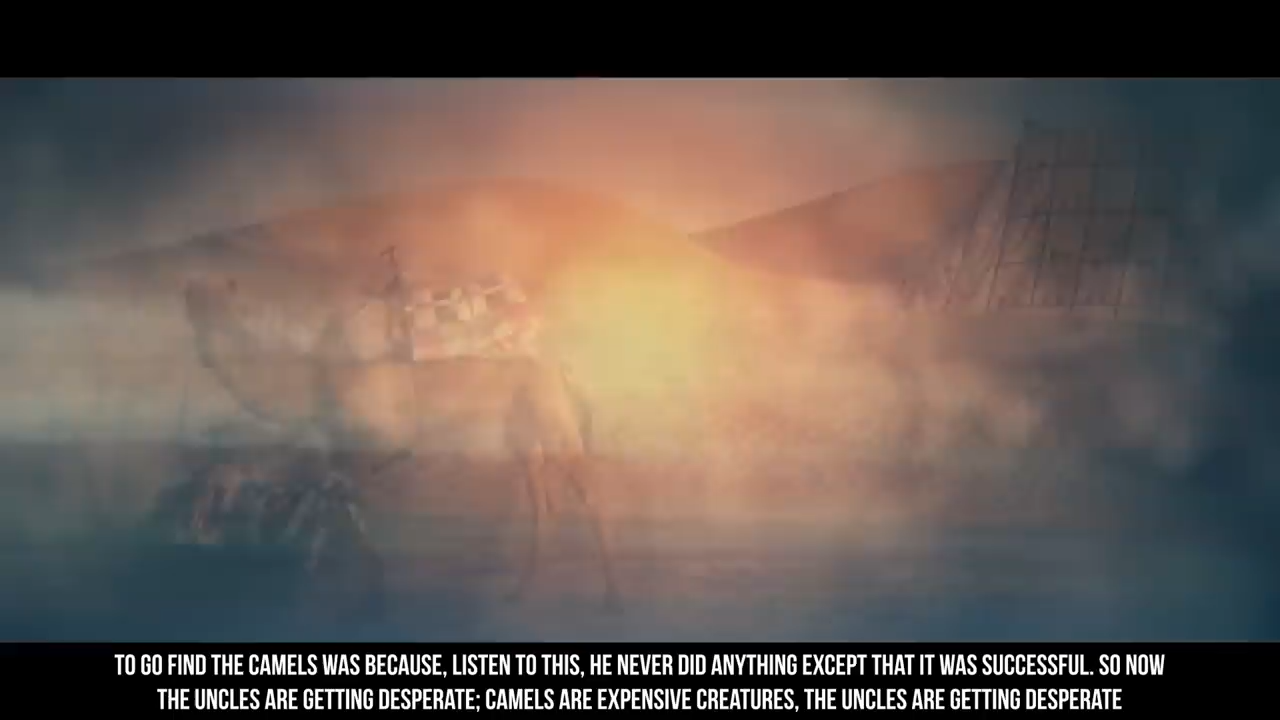 TO GO FIND THE CAMELS WAS BECAUSE, LISTEN TO THIS, HE NEVER DID ANYTHING EXCEPT THAT IT WAS SUCCESSFUL. SO NOW
THE UNCLES ARE GETTING DESPERATE; CAMELS ARE EXPENSIVE CREATURES, THE UNCLES ARE GETTING DESPERATE